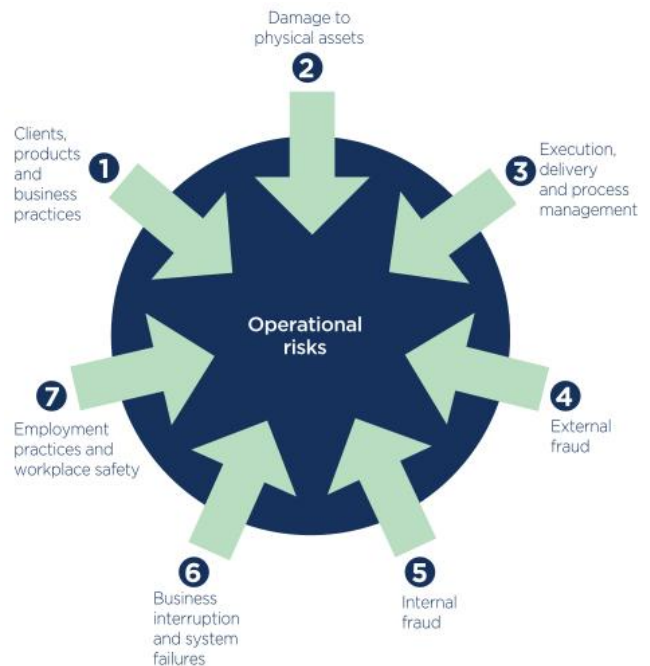 Damage to
physical assets
2
Clients,
products
and
business
practices
1
3
Execution,
delivery
and process
management
Operational
risks
7
Employment
practices and
workplace safety
4
External
fraud
6
Business
interruption
and system
failures
5
Internal
fraud